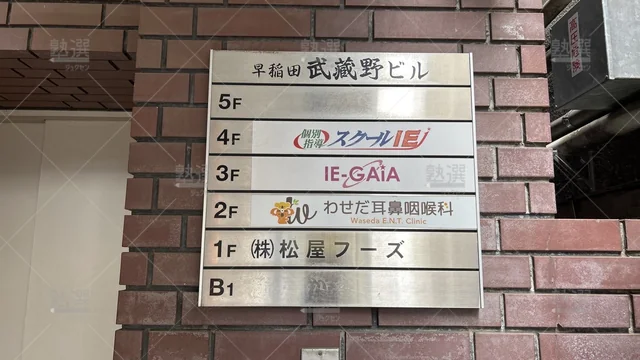 早稲田 武蔵野ビル
5F
4F 個別指導 スクールIE
3F IE-GAiA
2F わせだ耳鼻咽喉科
Waseda E.N.T. Clinic
1F ㈱松屋フーズ
B1
塾選